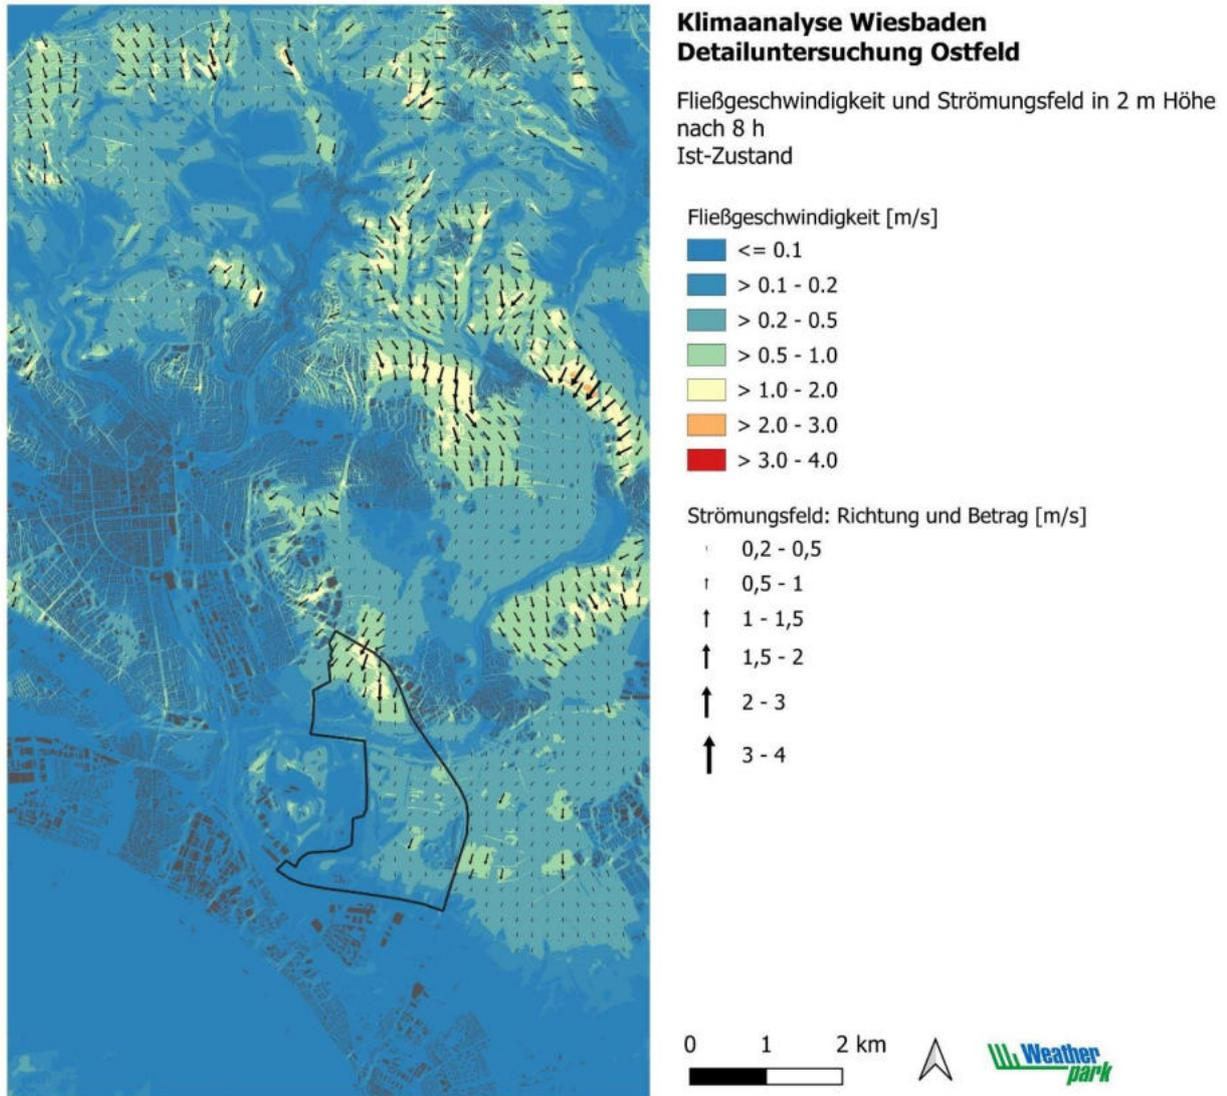 Klimaanalyse Wiesbaden
Detailuntersuchung Ostfeld
Fließgeschwindigkeit und Strömungsfeld in 2 m Höhe
nach 8 h
Ist-Zustand
Fließgeschwindigkeit [m/s]
<= 0.1
> 0.1 - 0.2
> 0.2 - 0.5
> 0.5 - 1.0
> 1.0 - 2.0
> 2.0 - 3.0
> 3.0 - 4.0
Strömungsfeld: Richtung und Betrag [m/s]
0,2 - 0,5
0,5 - 1
1 - 1,5
1,5 - 2
2 - 3
3 - 4
0 1 2 km
Weather
park